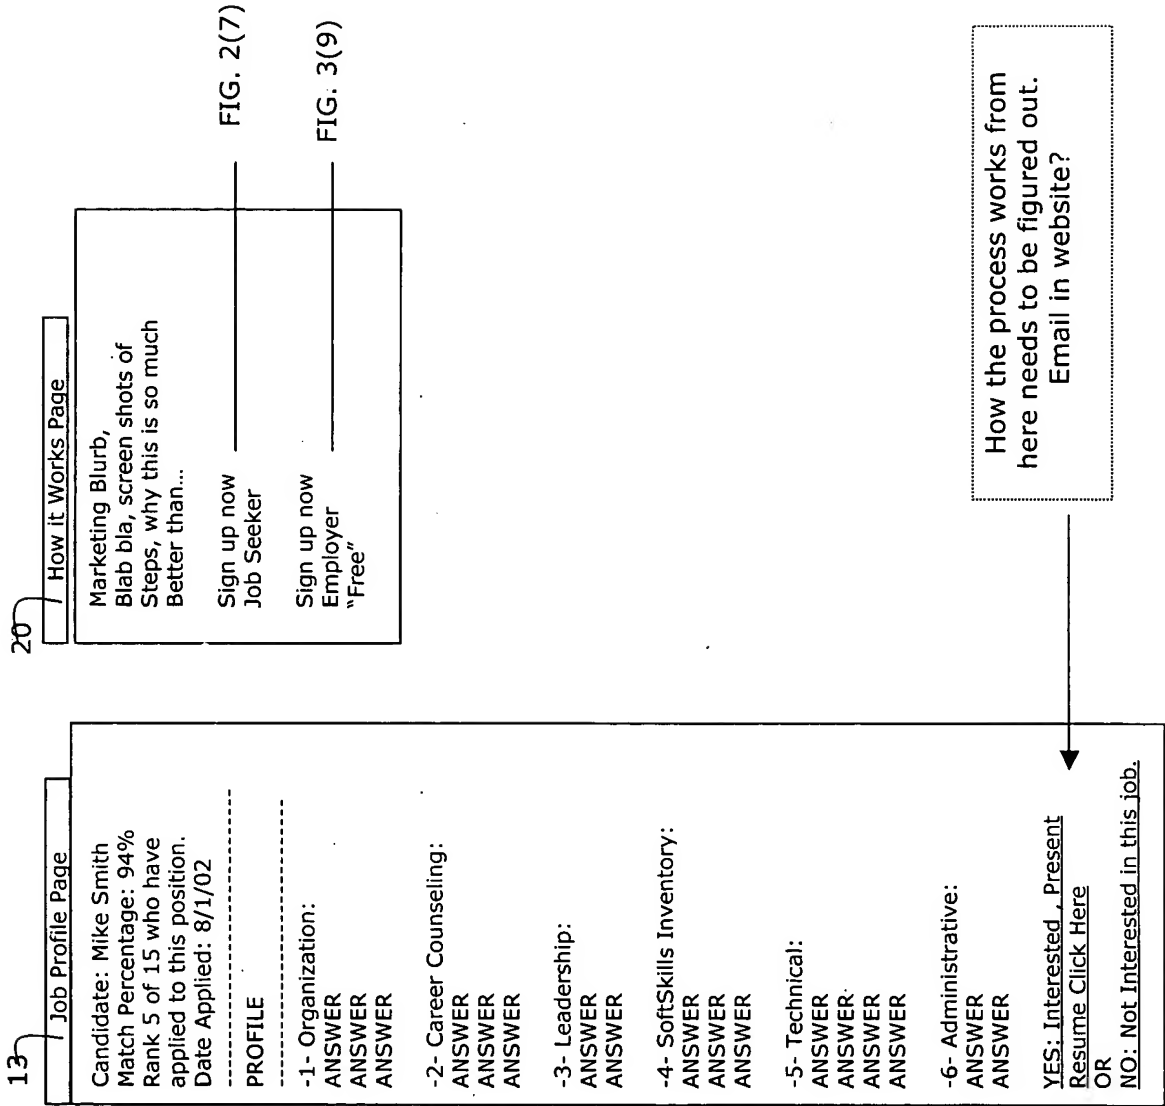 13
Job Profile Page
Candidate: Mike Smith
Match Percentage: 94%
Rank 5 of 15 who have
applied to this position.
Date Applied: 8/1/02
PROFILE
-1- Organization:
ANSWER
ANSWER
ANSWER
-2- Career Counseling:
ANSWER
ANSWER
ANSWER
-3- Leadership:
ANSWER
ANSWER
-4- SoftSkills Inventory:
ANSWER
ANSWER
ANSWER
-5- Technical:
ANSWER
ANSWER
ANSWER
ANSWER
-6- Administrative:
ANSWER
ANSWER
YES: Interested , Present
Resume Click Here
OR
NO: Not Interested in this job.
20
How it Works Page
Marketing Blurb,
Blab bla, screen shots of
Steps, why this is so much
Better than...
Sign up now
Job Seeker
FIG. 2(7)
Sign up now
Employer
"Free"
FIG. 3(9)
How the process works from
here needs to be figured out.
Email in website?